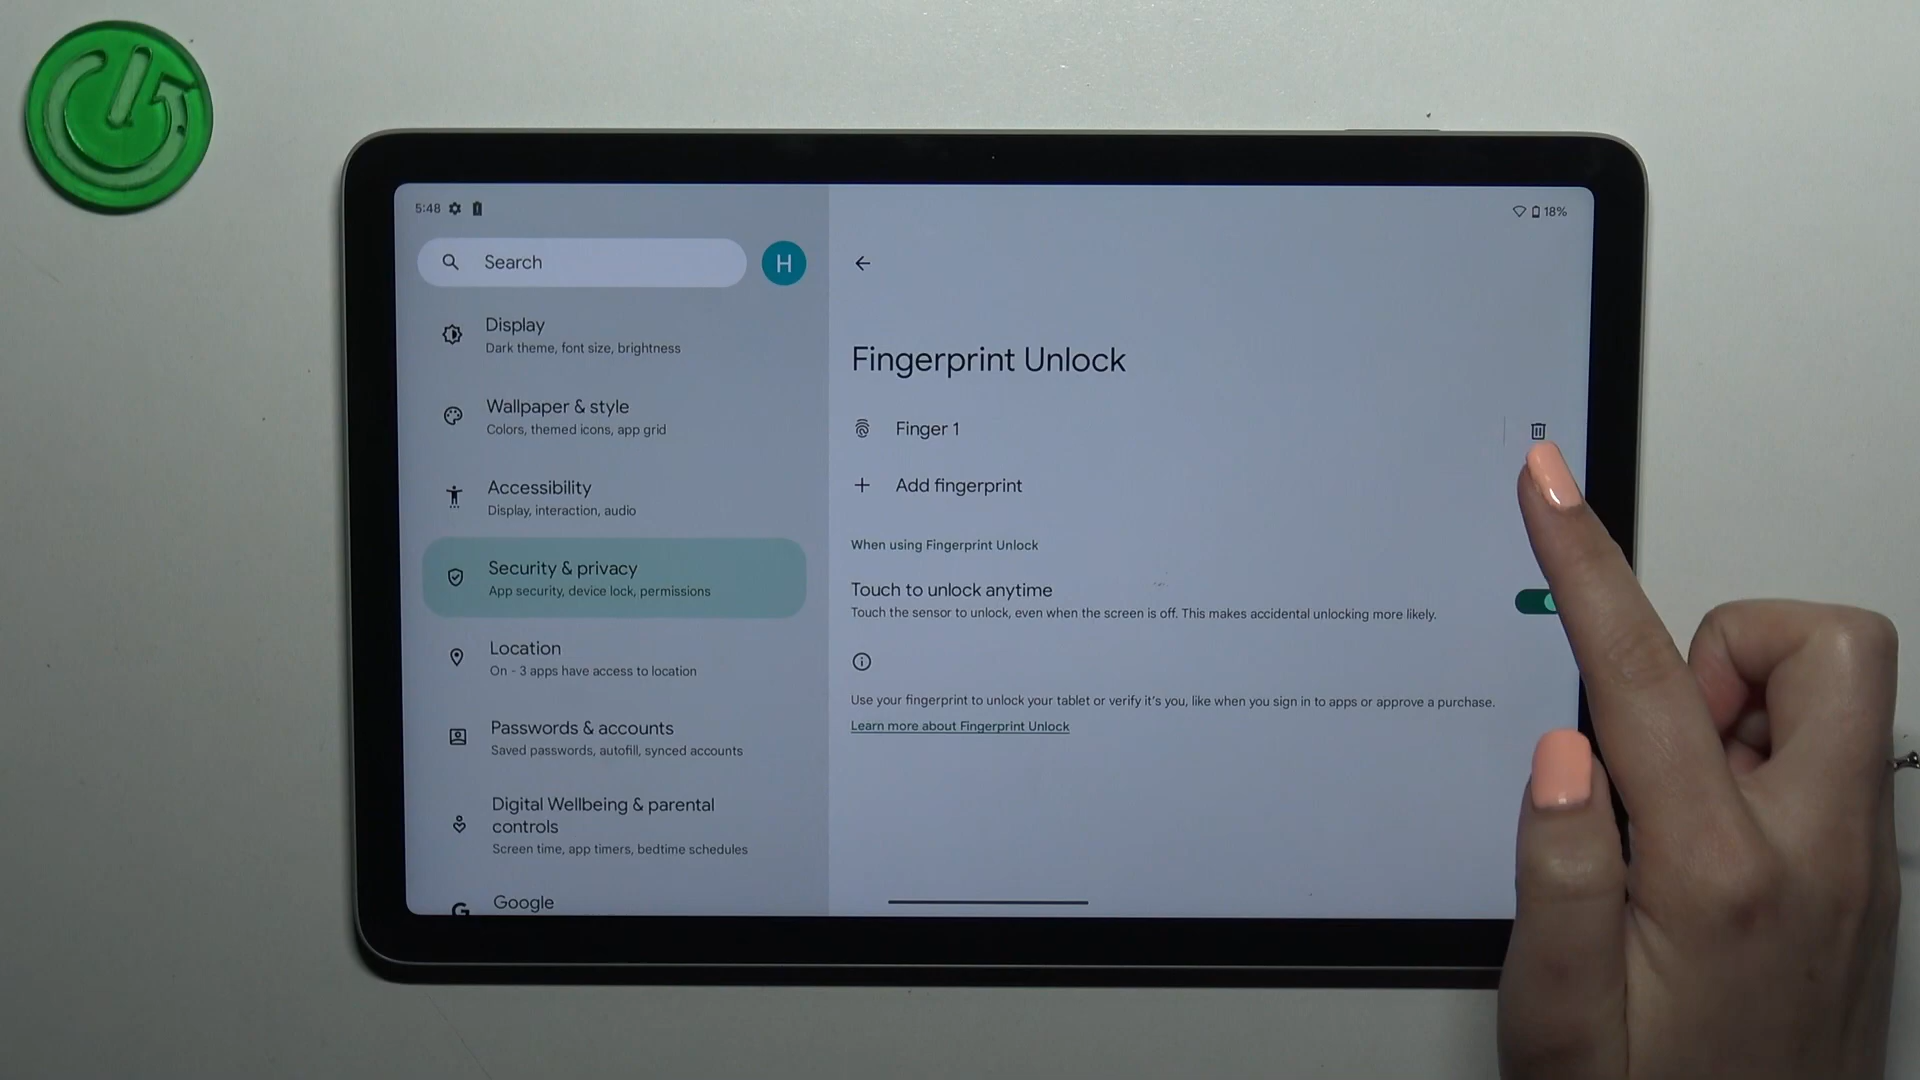 5:48
18%
Search
H
Display
Dark theme, font size, brightness
Wallpaper & style
Colors, themed icons, app grid
Accessibility
Display, interaction, audio
Security & privacy
App security, device lock, permissions
Location
On - 3 apps have access to location
Passwords & accounts
Saved passwords, autofill, synced accounts
Digital Wellbeing & parental
controls
Screen time, app timers, bedtime schedules
Google
Fingerprint Unlock
Finger 1
Add fingerprint
When using Fingerprint Unlock
Touch to unlock anytime
Touch the sensor to unlock, even when the screen is off. This makes accidental unlocking more likely.
Use your fingerprint to unlock your tablet or verify it's you, like when you sign in to apps or approve a purchase.
Learn more about Fingerprint Unlock